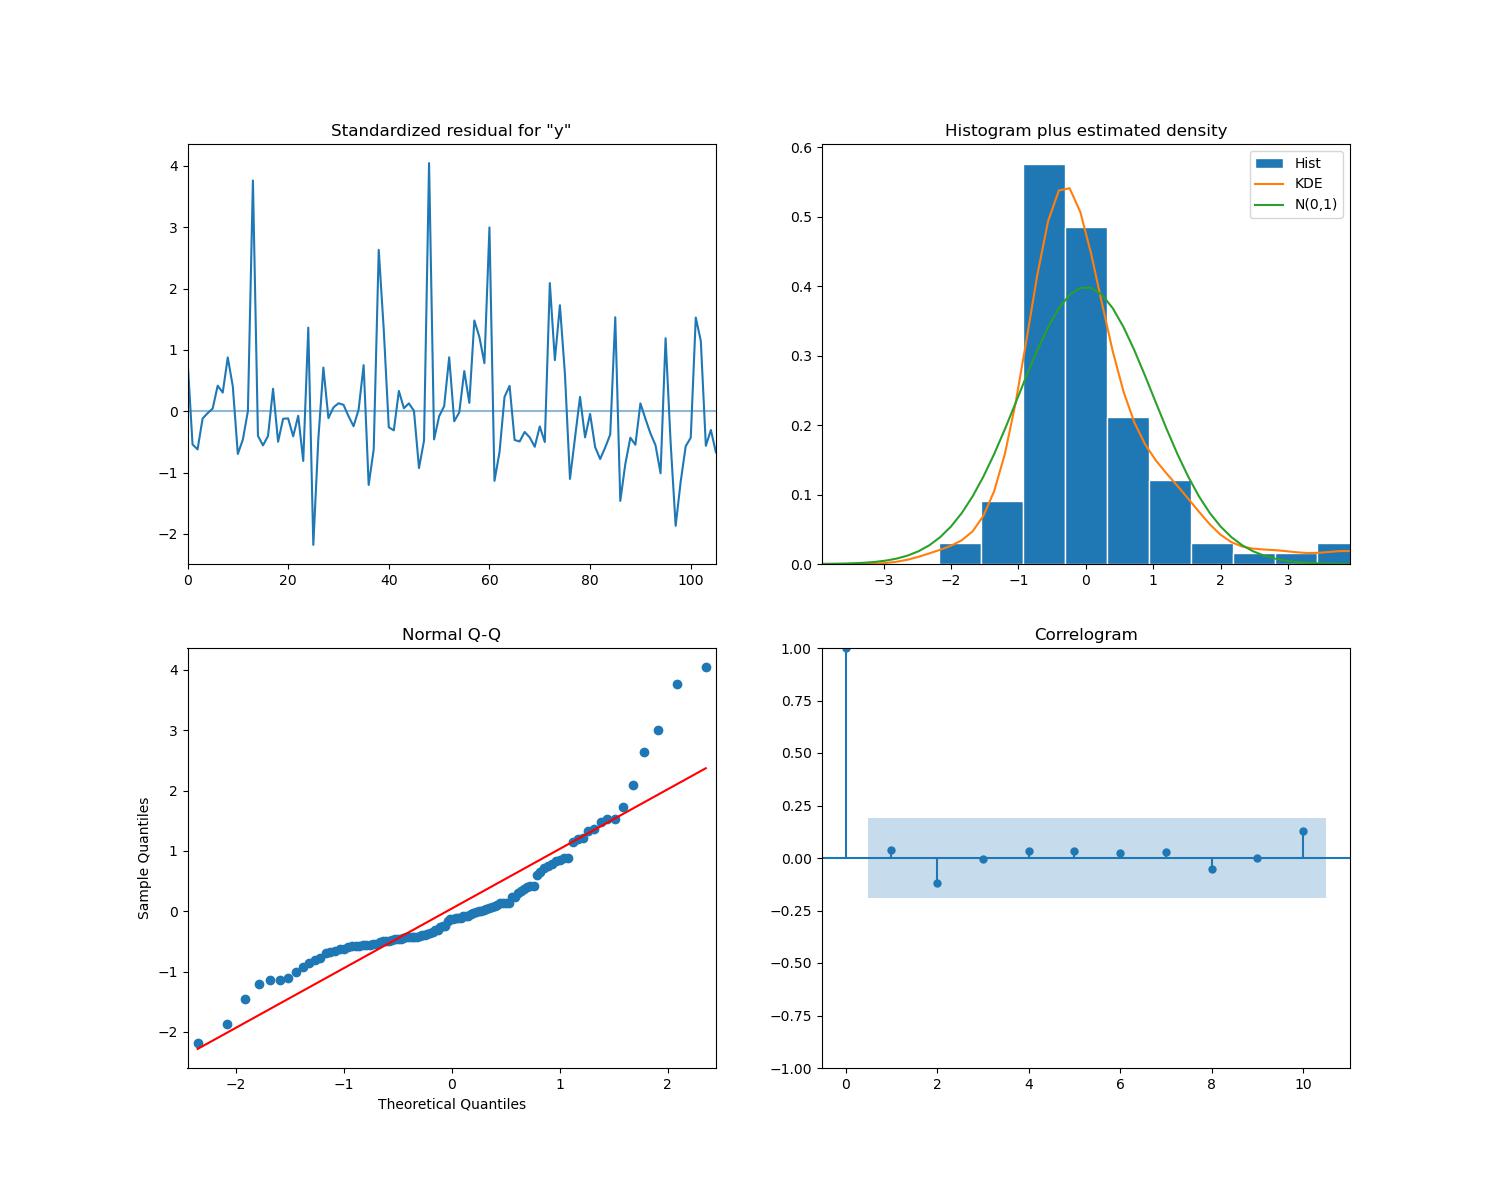 Standardized residual for "y"
4
3
2
1
0
−1
−2
0 20 40 60 80 100
Histogram plus estimated density
0.6
0.5
0.4
0.3
0.2
0.1
0.0
Hist
KDE
N(0,1)
−3 −2 −1 0 1 2 3
Normal Q-Q
Sample Quantiles
4
3
2
1
0
−1
−2
−2 −1 0 1 2
Theoretical Quantiles
Correlogram
1.00
0.75
0.50
0.25
0.00
−0.25
−0.50
−0.75
−1.00
0 2 4 6 8 10